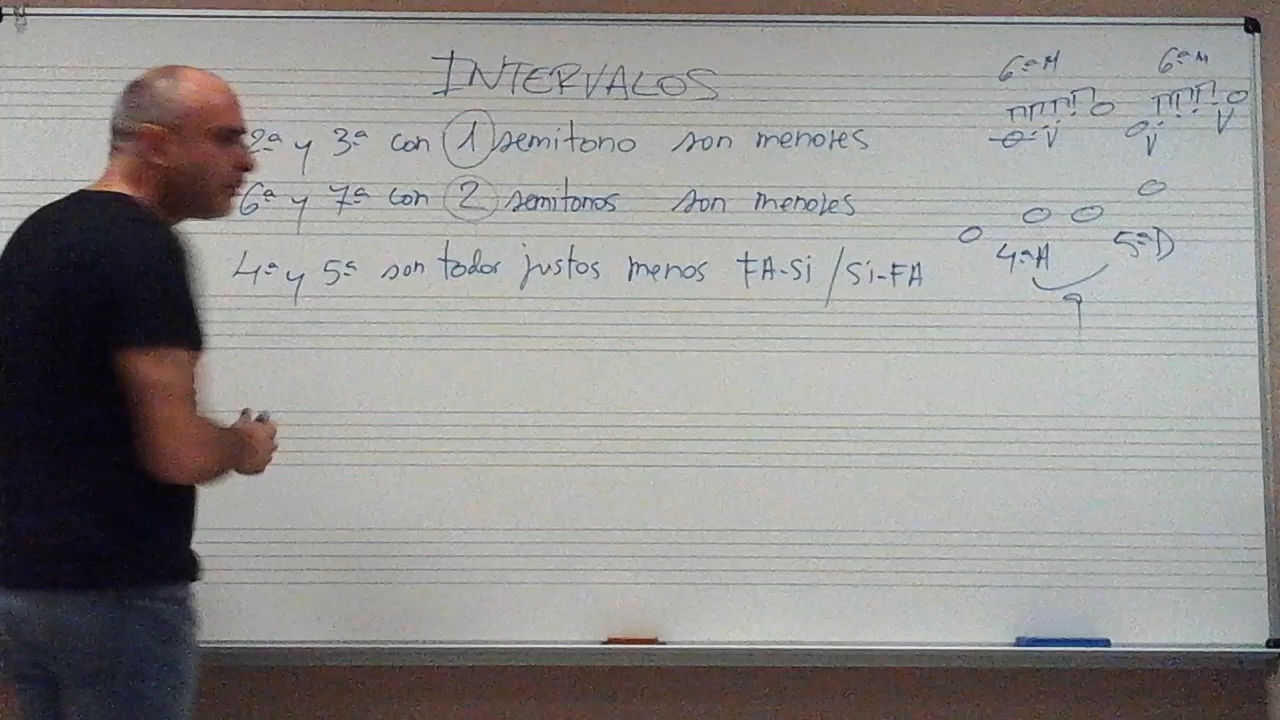 INTERVALOS
2ª y 3ª con 1 semitono son menores
6ª y 7ª con 2 semitonos son menores
4ª y 5ª son todos justos menos FA-Si / Si-FA
6ª M
6ª M
V
V
V
4ª A
5ª D